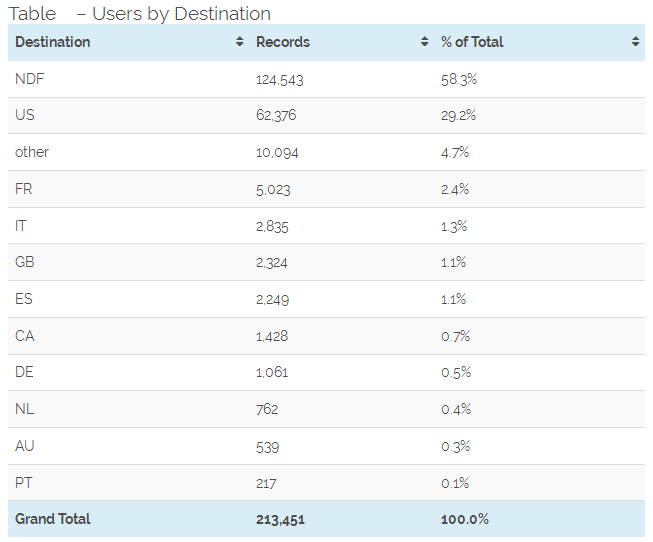 Table – Users by Destination
Destination Records % of Total
NDF 124,543 58.3%
US 62,376 29.2%
other 10,094 4.7%
FR 5,023 2.4%
IT 2,835 1.3%
GB 2,324 1.1%
ES 2,249 1.1%
CA 1,428 0.7%
DE 1,061 0.5%
NL 762 0.4%
AU 539 0.3%
PT 217 0.1%
Grand Total 213,451 100.0%